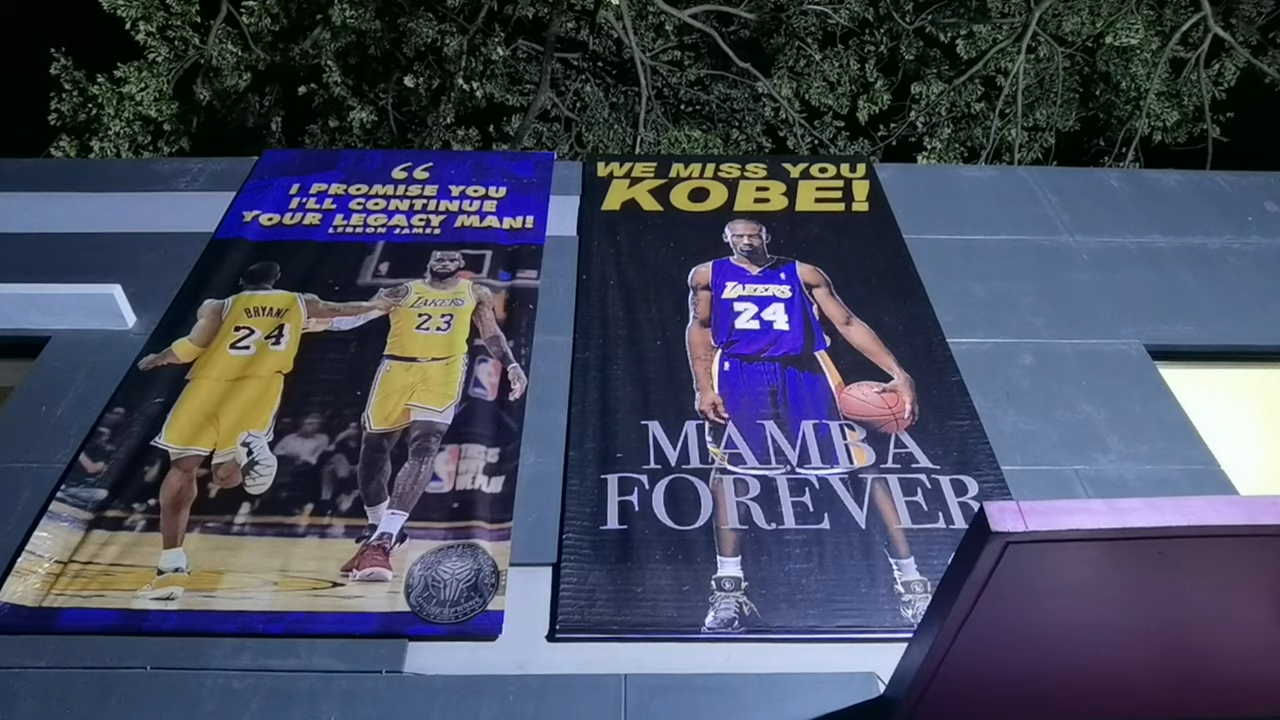 “
I PROMISE YOU
I'LL CONTINUE
YOUR LEGACY MAN!
LEBRON JAMES
BRYANT
24
LAKERS
23
WE MISS YOU
KOBE!
LAKERS
24
MAMBA
FOREVER